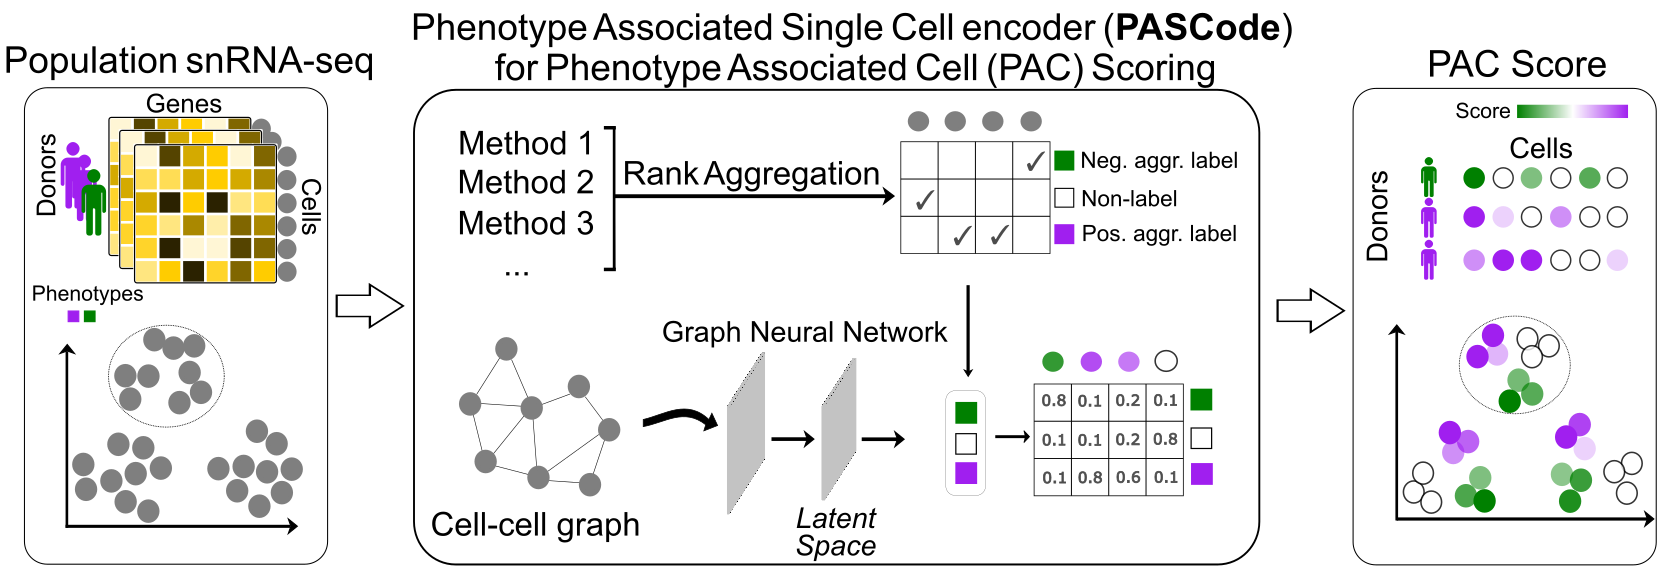 Population snRNA-seq
Genes
Donors
Cells
Phenotypes
Phenotype Associated Single Cell encoder (PASCode)
for Phenotype Associated Cell (PAC) Scoring
Method 1
Method 2
Method 3
...
Rank Aggregation
✓
✓
✓ ✓
Neg. aggr. label
Non-label
Pos. aggr. label
Cell-cell graph
Graph Neural Network
Latent
Space
0.8 0.1 0.2 0.1
0.1 0.1 0.2 0.8
0.1 0.8 0.6 0.1
PAC Score
Score
Cells
Donors